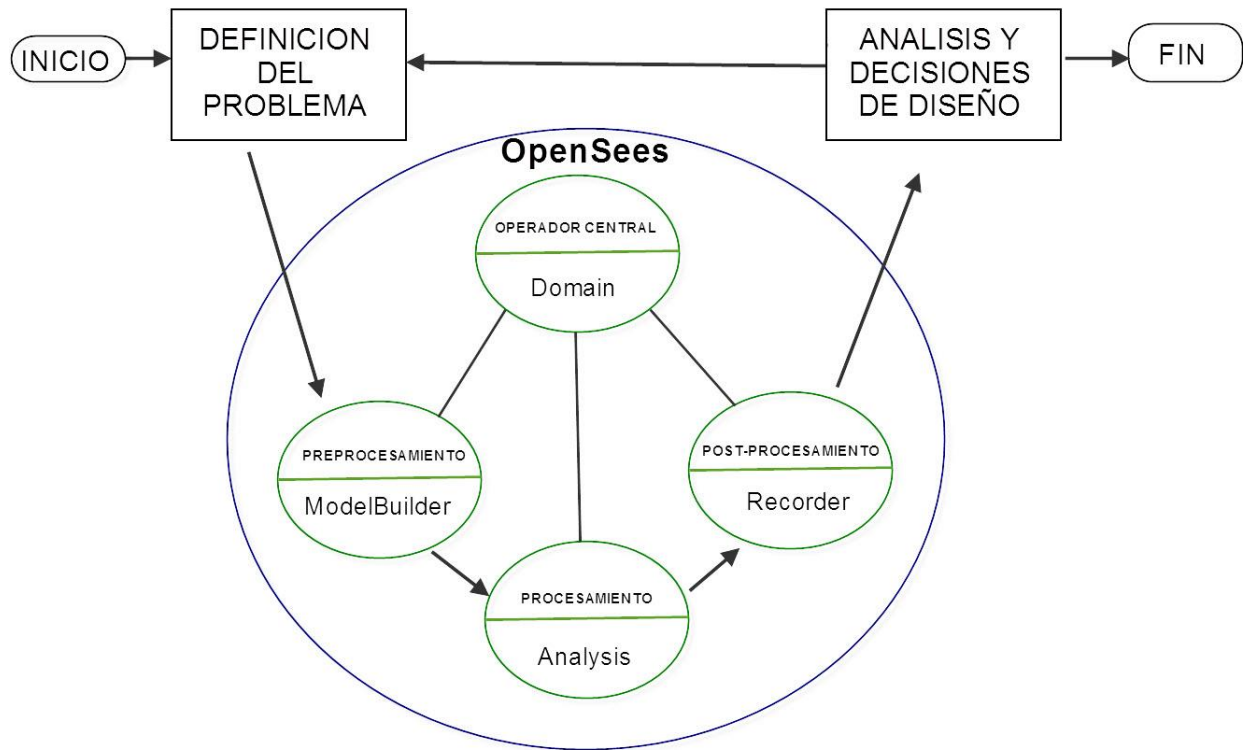 INICIO
DEFINICION
DEL
PROBLEMA
ANALISIS Y
DECISIONES
DE DISEÑO
FIN
OpenSees
OPERADOR CENTRAL
Domain
PREPROCESAMIENTO
ModelBuilder
POST-PROCESAMIENTO
Recorder
PROCESAMIENTO
Analysis